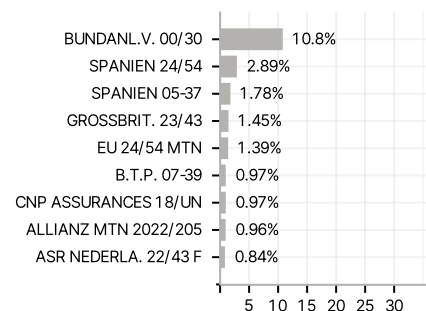 BUNDANL.V. 00/30 10.8%
SPANIEN 24/54 2.89%
SPANIEN 05-37 1.78%
GROSSBRIT. 23/43 1.45%
EU 24/54 MTN 1.39%
B.T.P. 07-39 0.97%
CNP ASSURANCES 18/UN 0.97%
ALLIANZ MTN 2022/205 0.96%
ASR NEDERLA. 22/43 F 0.84%
5 10 15 20 25 30